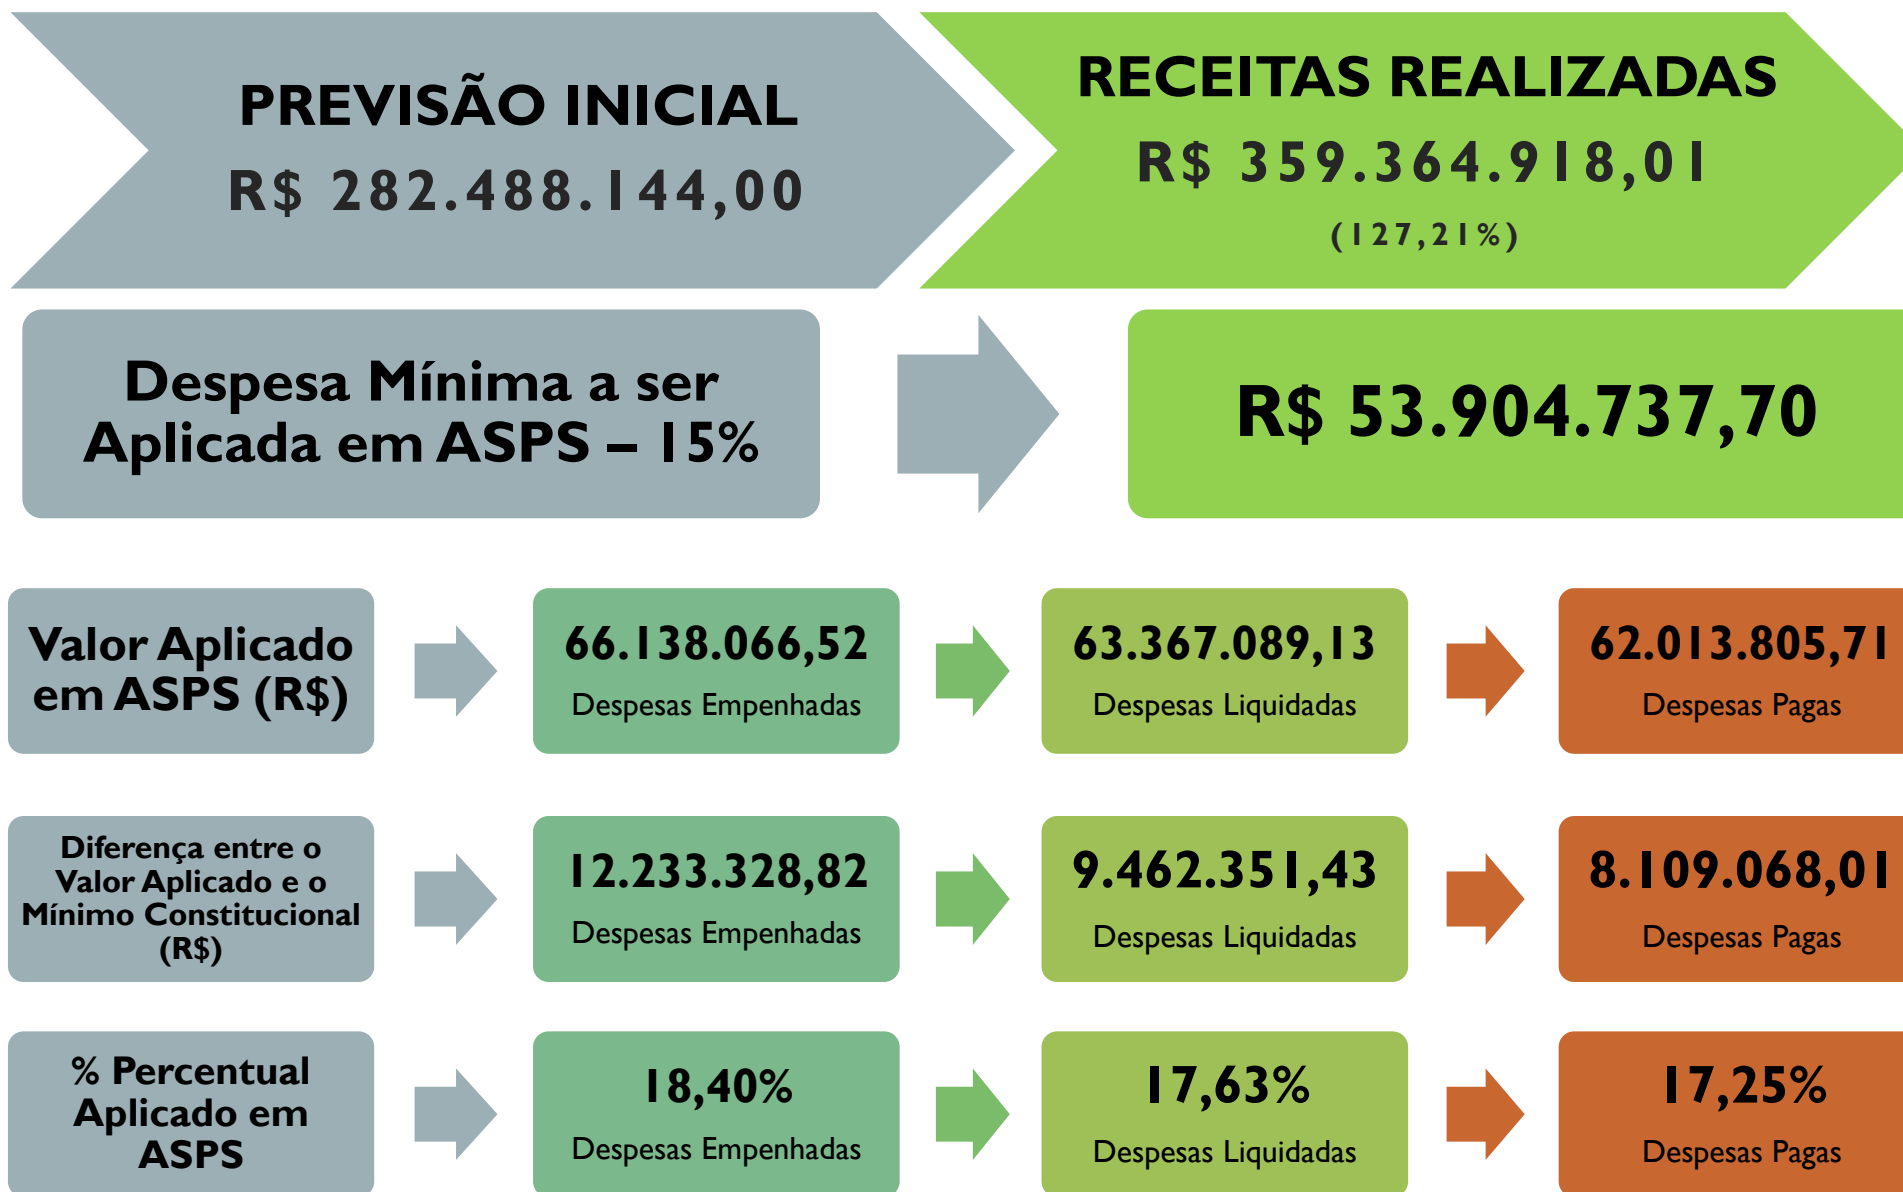 PREVISÃO INICIAL
R$ 282.488.144,00
RECEITAS REALIZADAS
R$ 359.364.918,01
(127,21%)
Despesa Mínima a ser
Aplicada em ASPS – 15%
R$ 53.904.737,70
Valor Aplicado
em ASPS (R$)
66.138.066,52
Despesas Empenhadas
63.367.089,13
Despesas Liquidadas
62.013.805,71
Despesas Pagas
Diferença entre o
Valor Aplicado e o
Mínimo Constitucional
(R$)
12.233.328,82
Despesas Empenhadas
9.462.351,43
Despesas Liquidadas
8.109.068,01
Despesas Pagas
% Percentual
Aplicado em
ASPS
18,40%
Despesas Empenhadas
17,63%
Despesas Liquidadas
17,25%
Despesas Pagas